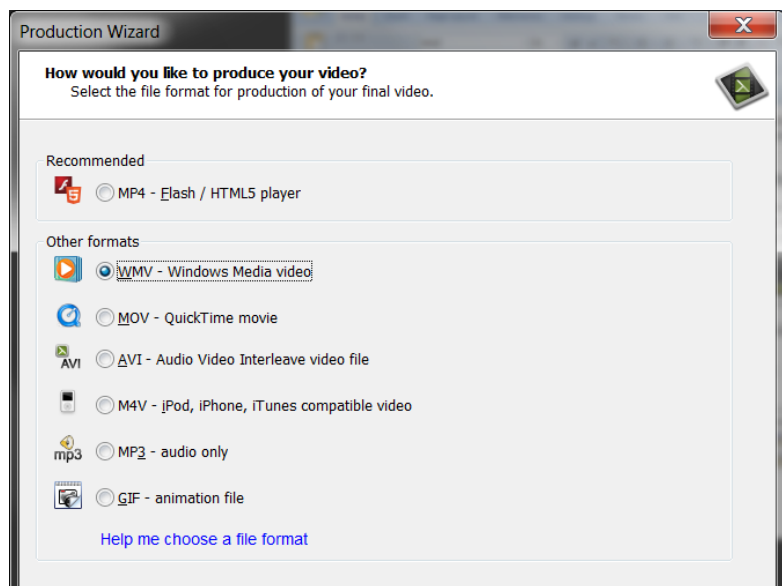 Production Wizard
How would you like to produce your video?
Select the file format for production of your final video.
Recommended
MP4 - Flash / HTML5 player
Other formats
WMV - Windows Media video
MOV - QuickTime movie
AVI
AVI - Audio Video Interleave video file
M4V - iPod, iPhone, iTunes compatible video
mp3
MP3 - audio only
GIF - animation file
Help me choose a file format